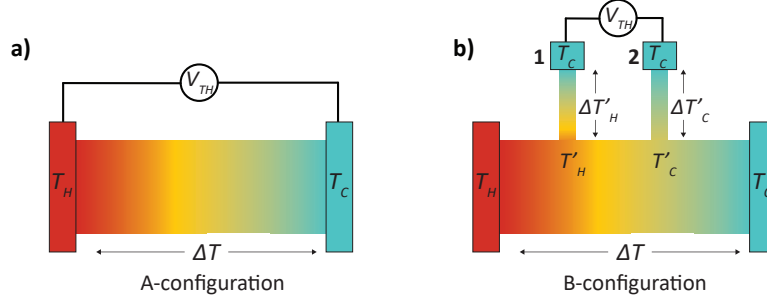 a)
V_TH
T_H
T_C
ΔT
A-configuration
b)
V_TH
1 T_C
2 T_C
ΔT'_H
ΔT'_C
T'_H
T'_C
T_H
T_C
ΔT
B-configuration